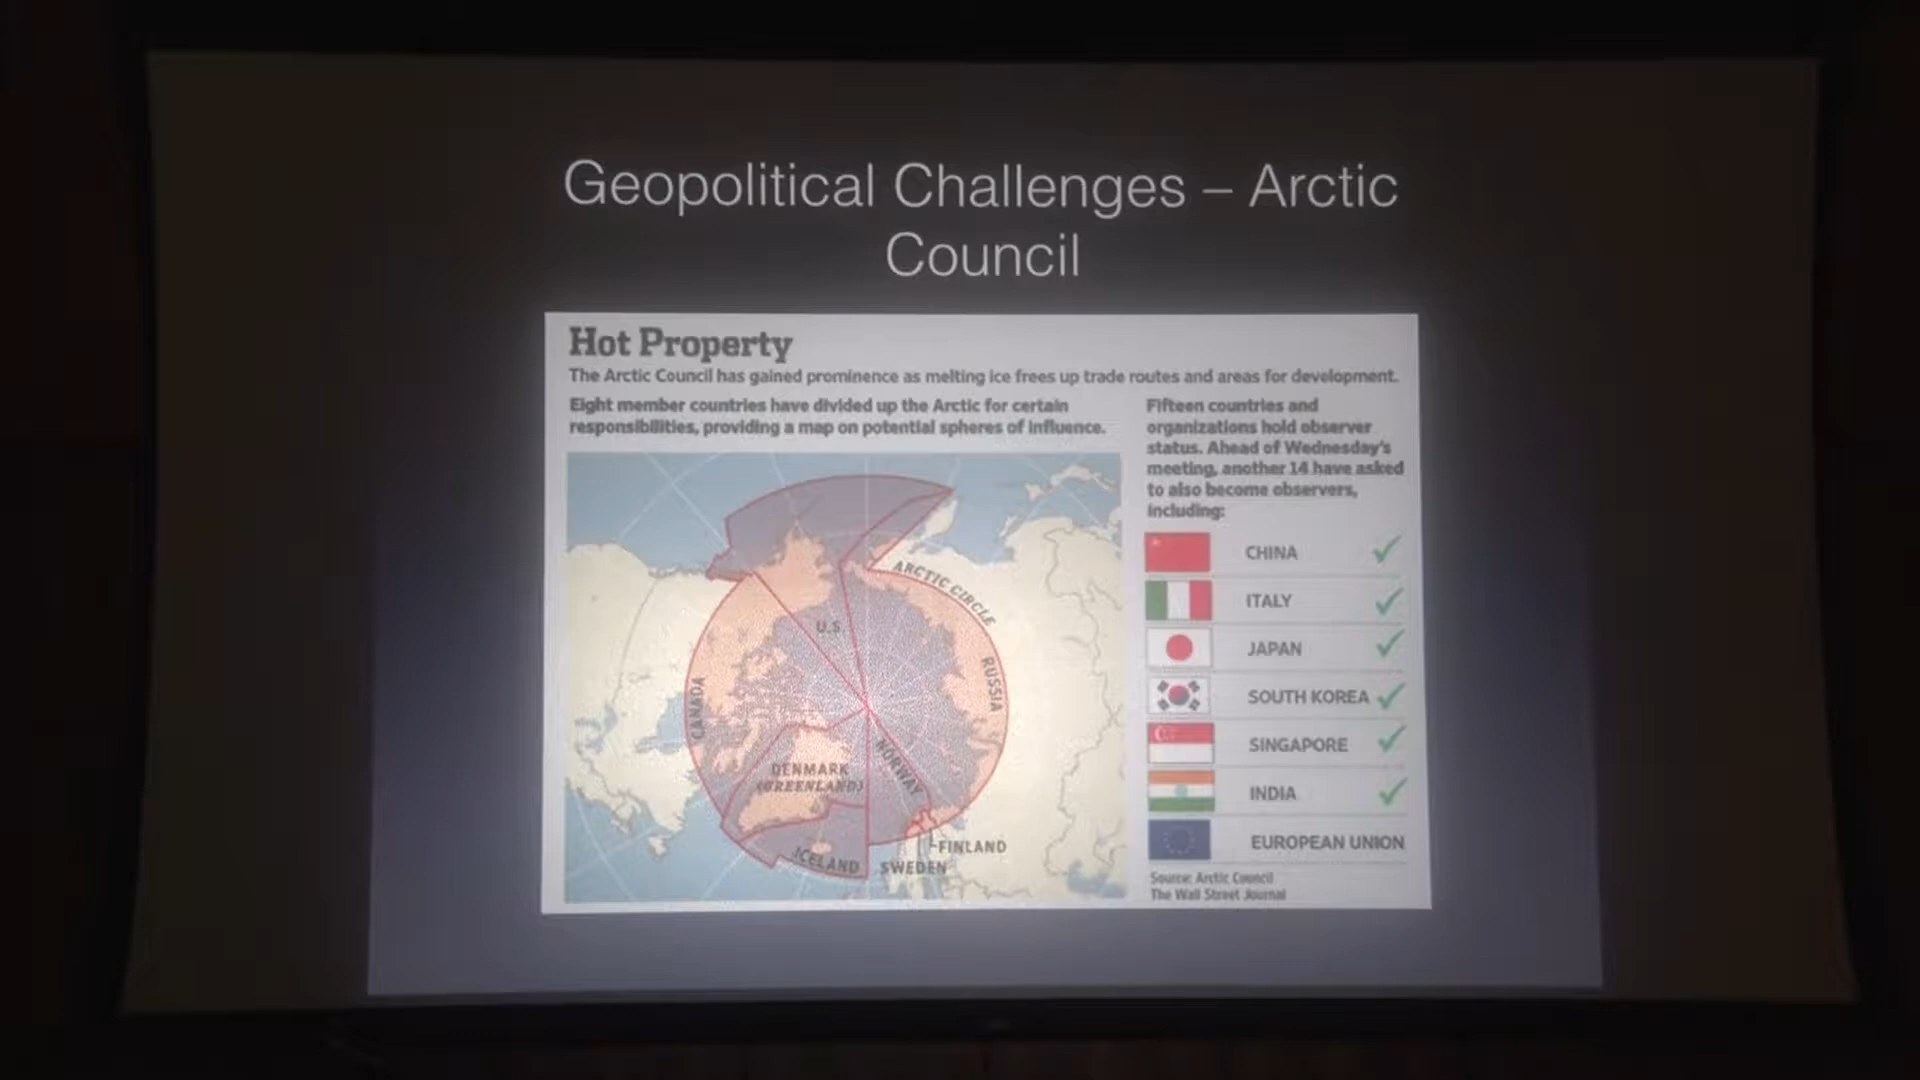 Geopolitical Challenges – Arctic
Council
Hot Property
The Arctic Council has gained prominence as melting ice frees up trade routes and areas for development.
Eight member countries have divided up the Arctic for certain
responsibilities, providing a map on potential spheres of influence.
Fifteen countries and
organizations hold observer
status. Ahead of Wednesday's
meeting, another 14 have asked
to also become observers,
including:
ARCTIC CIRCLE
U.S.
RUSSIA
CANADA
NORWAY
DENMARK
(GREENLAND)
ICELAND
FINLAND
SWEDEN
CHINA
ITALY
JAPAN
SOUTH KOREA
SINGAPORE
INDIA
EUROPEAN UNION
Source: Arctic Council
The Wall Street Journal